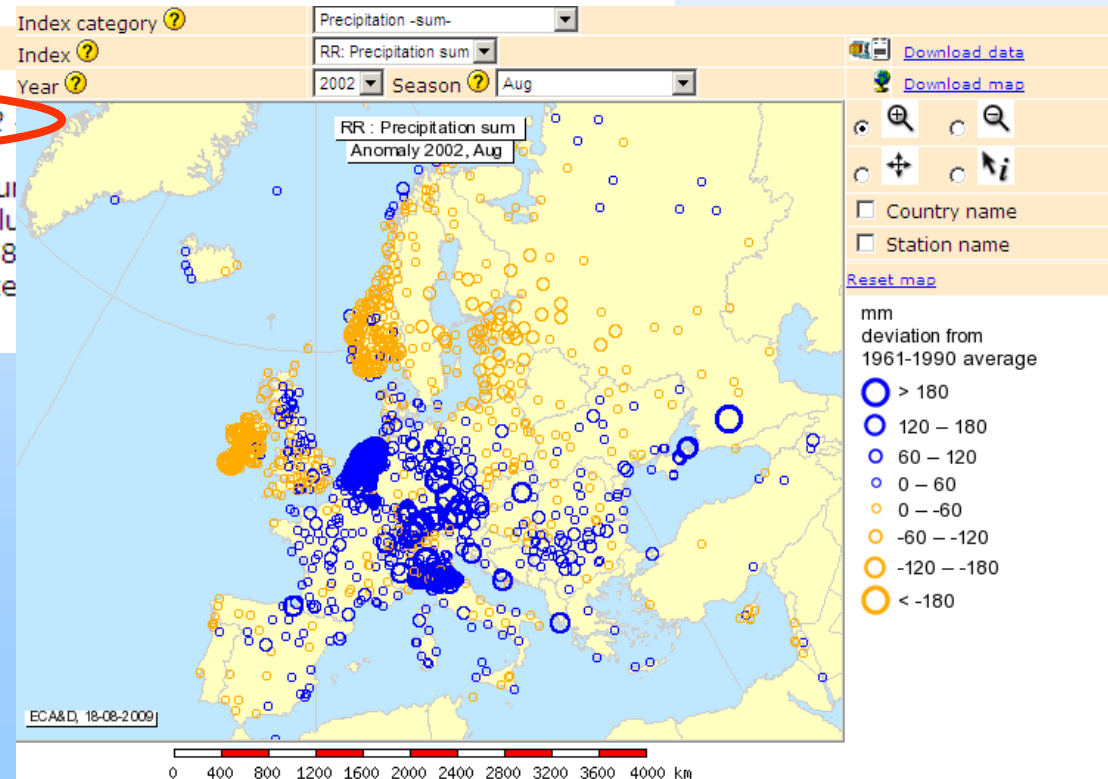 Index category ? Precipitation -sum-
Index ? RR: Precipitation sum
Download data
Year ? 2002 Season ? Aug
Download map
RR : Precipitation sum
Anomaly 2002, Aug
i
Country name
Station name
Reset map
mm
deviation from
1961-1990 average
> 180
120 – 180
60 – 120
0 – 60
0 – -60
-60 – -120
-120 – -180
< -180
ECA&D, 18-08-2009
0 400 800 1200 1600 2000 2400 2800 3200 3600 4000 km